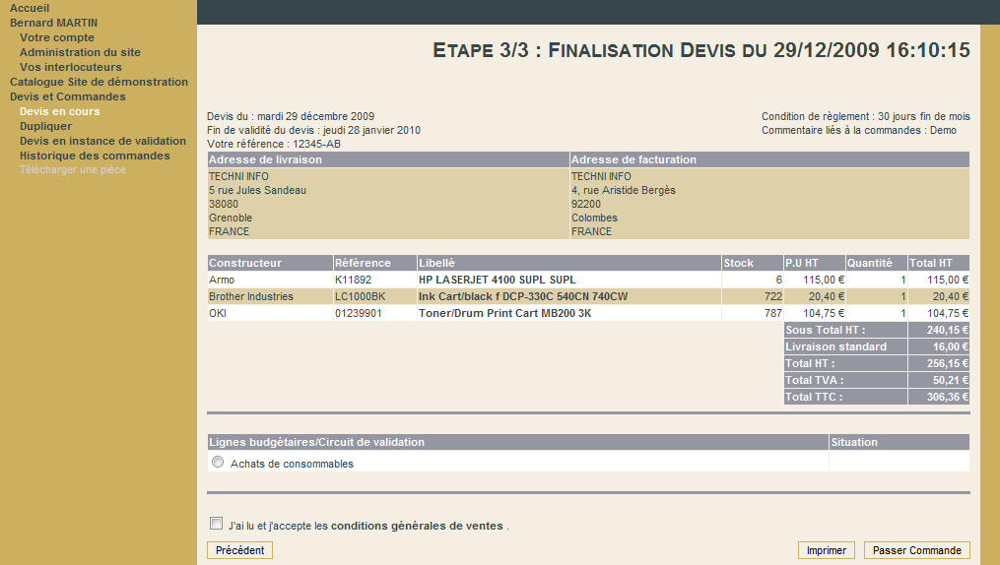 Accueil
Bernard MARTIN
Votre compte
Administration du site
Vos interlocuteurs
Catalogue Site de démonstration
Devis et Commandes
Devis en cours
Dupliquer
Devis en instance de validation
Historique des commandes
Télécharger une pièce
ETAPE 3/3 : FINALISATION DEVIS DU 29/12/2009 16:10:15
Devis du : mardi 29 décembre 2009
Fin de validité du devis : jeudi 28 janvier 2010
Votre référence : 12345-AB
Condition de règlement : 30 jours fin de mois
Commentaire liés à la commandes : Demo
Adresse de livraison
TECHNI INFO
5 rue Jules Sandeau
38080
Grenoble
FRANCE
Adresse de facturation
TECHNI INFO
4, rue Aristide Bergès
92200
Colombes
FRANCE
Constructeur Référence Libellé Stock P.U HT Quantité Total HT
Armo K11892 HP LASERJET 4100 SUPL SUPL 6 115,00 € 1 115,00 €
Brother Industries LC1000BK Ink Cart/black f DCP-330C 540CN 740CW 722 20,40 € 1 20,40 €
OKI 01239901 Toner/Drum Print Cart MB200 3K 787 104,75 € 1 104,75 €
Sous Total HT : 240,15 €
Livraison standard 16,00 €
Total HT : 256,15 €
Total TVA : 50,21 €
Total TTC : 306,36 €
Lignes budgétaires/Circuit de validation Situation
Achats de consommables
J'ai lu et j'accepte les conditions générales de ventes .
Précédent Imprimer Passer Commande